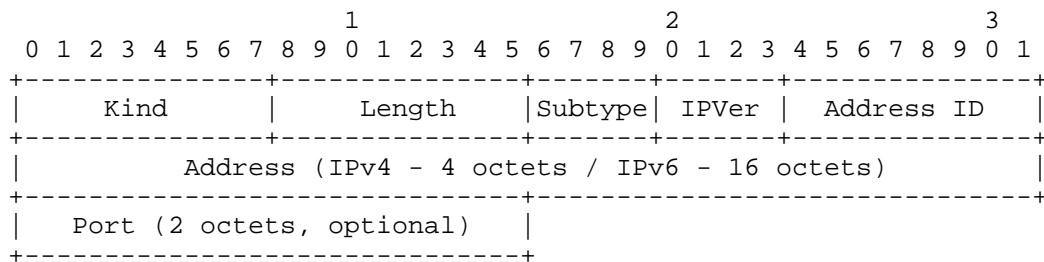 1                   2                   3
 0 1 2 3 4 5 6 7 8 9 0 1 2 3 4 5 6 7 8 9 0 1 2 3 4 5 6 7 8 9 0 1
+---------------+---------------+-------+-------+---------------+
|     Kind      |     Length    |Subtype| IPVer |  Address ID   |
+---------------+---------------+-------+-------+---------------+
|          Address (IPv4 - 4 octets / IPv6 - 16 octets)         |
+-------------------------------+-------------------------------+
|   Port (2 octets, optional)   |
+-------------------------------+